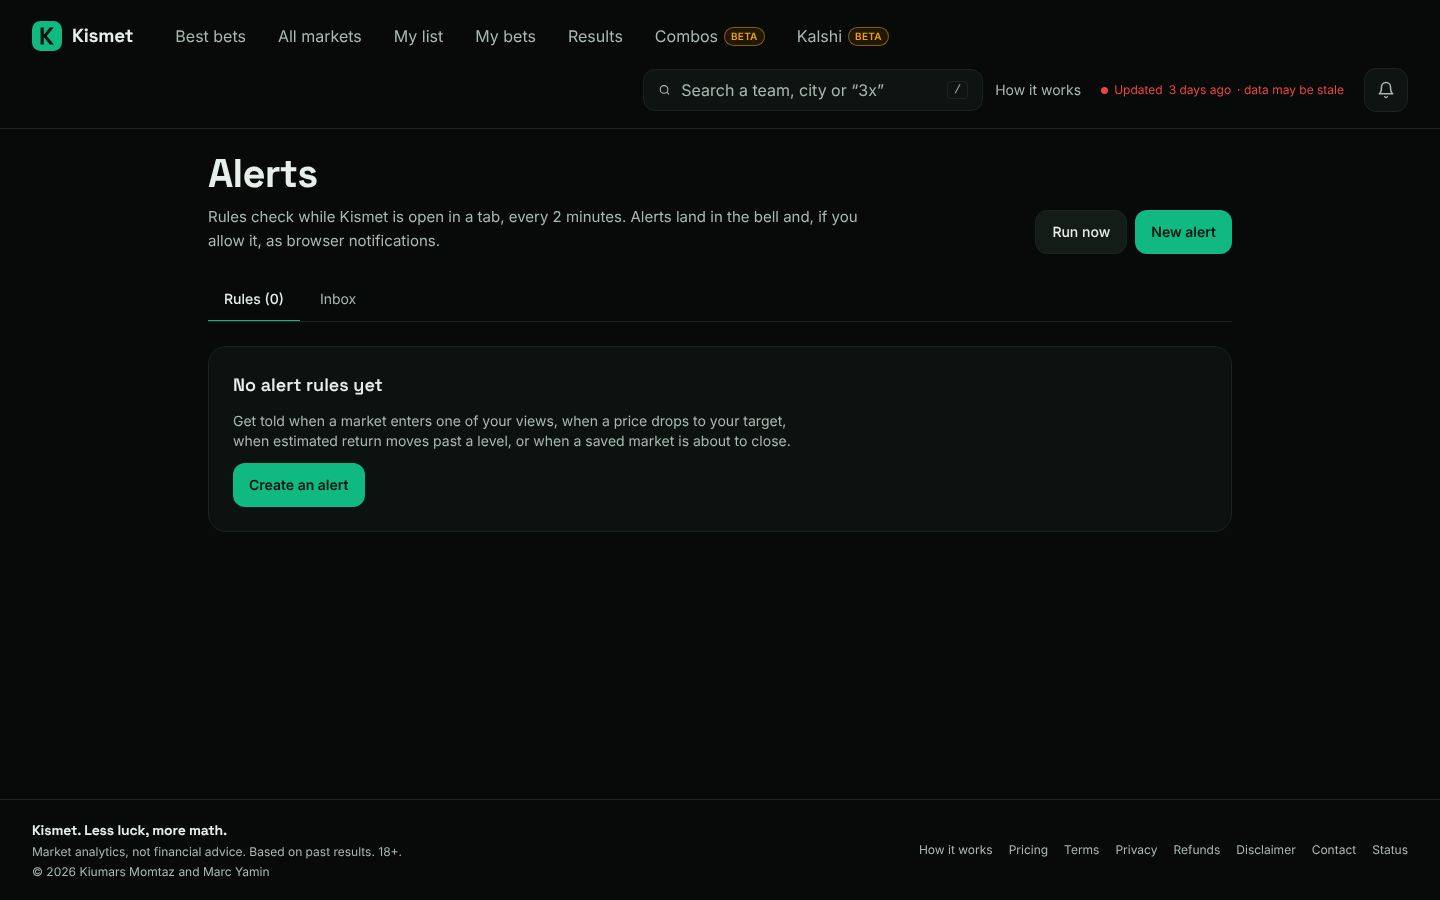 K Kismet Best bets All markets My list My bets Results Combos BETA Kalshi BETA
Search a team, city or “3x” / How it works Updated 3 days ago · data may be stale
Alerts
Rules check while Kismet is open in a tab, every 2 minutes. Alerts land in the bell and, if you
allow it, as browser notifications.
Run now New alert
Rules (0) Inbox
No alert rules yet
Get told when a market enters one of your views, when a price drops to your target,
when estimated return moves past a level, or when a saved market is about to close.
Create an alert
Kismet. Less luck, more math.
Market analytics, not financial advice. Based on past results. 18+.
© 2026 Kiumars Momtaz and Marc Yamin
How it works Pricing Terms Privacy Refunds Disclaimer Contact Status